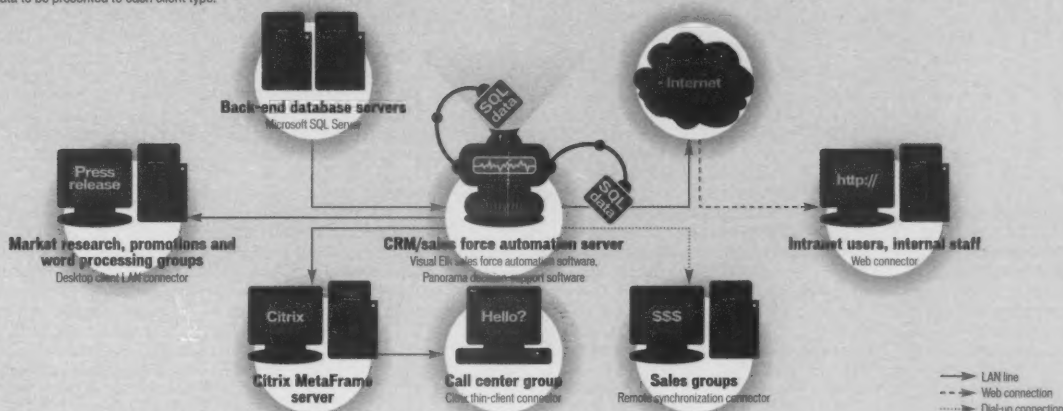 data to be presented to each client type.
Back-end database servers
Microsoft SQL Server
SQL
data
Internet
Press
release
SQL
data
http://
Market research, promotions and
word processing groups
Desktop client LAN connector
CRM/sales force automation server
Visual Elk sales force automation software,
Panorama decision support software
Intranet users, internal staff
Web connector
Citrix
Hello?
$$$
Citrix MetaFrame
server
Call center group
Citrix thin-client connector
Sales groups
Remote synchronization connector
LAN line
Web connection
Dial-up connection